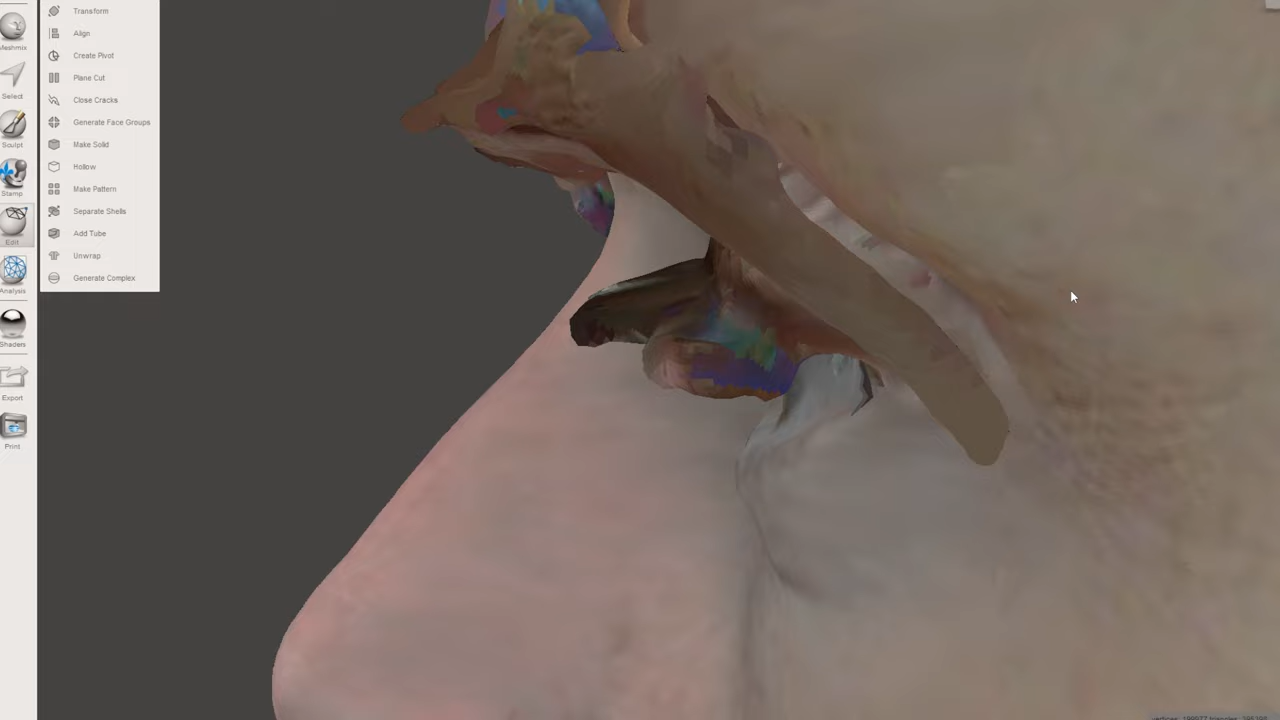 Transform
Align
Create Pivot
Plane Cut
Close Cracks
Generate Face Groups
Make Solid
Hollow
Make Pattern
Separate Shells
Add Tube
Unwrap
Generate Complex
Meshmix
Select
Sculpt
Stamp
Edit
Analysis
Shaders
Export
Print